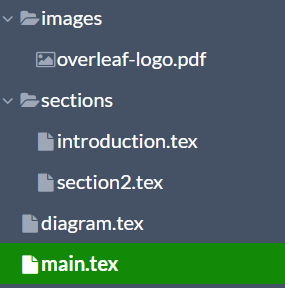 images
overleaf-logo.pdf
sections
introduction.tex
section2.tex
diagram.tex
main.tex